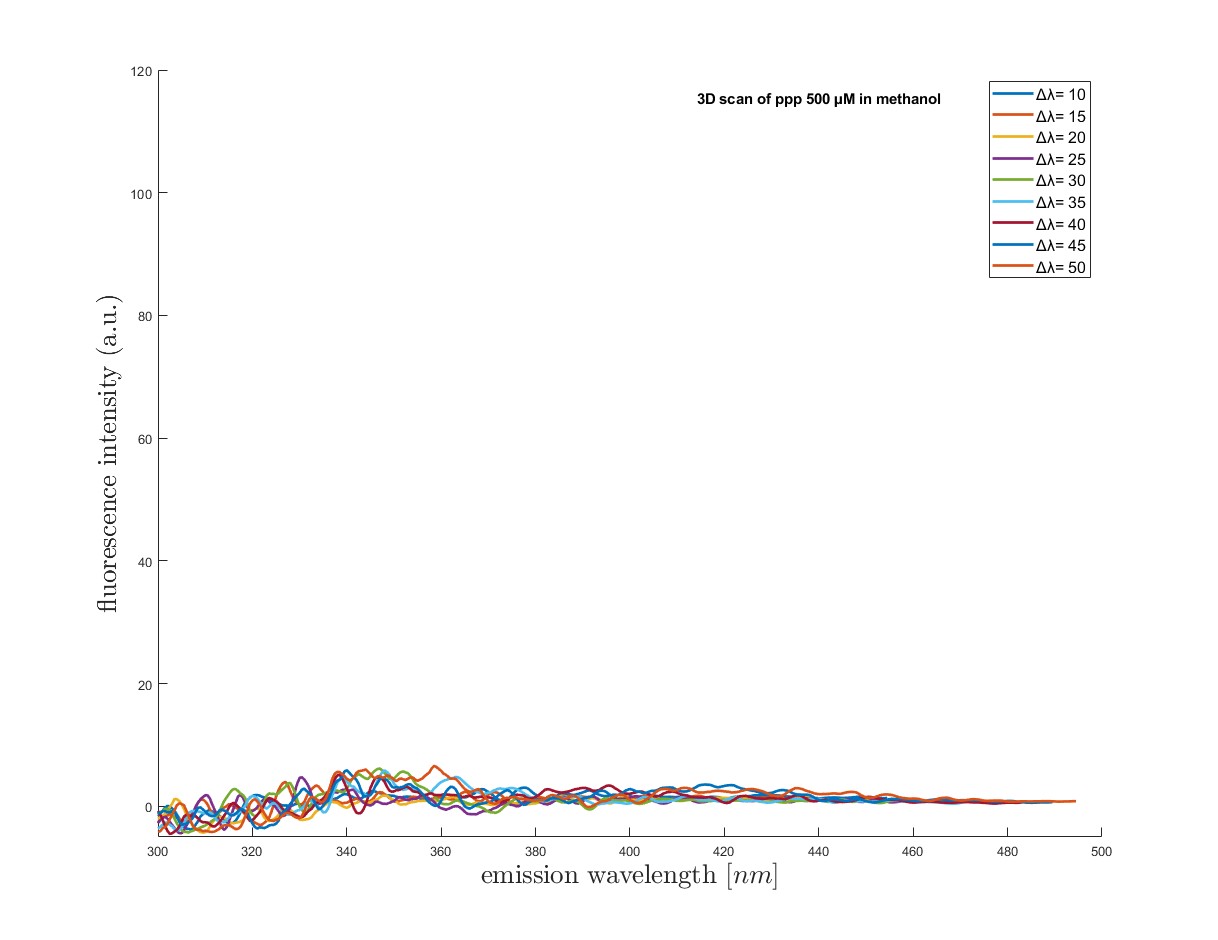 3D scan of ppp 500 µM in methanol
Δλ= 10
Δλ= 15
Δλ= 20
Δλ= 25
Δλ= 30
Δλ= 35
Δλ= 40
Δλ= 45
Δλ= 50
fluorescence intensity (a.u.)
120
100
80
60
40
20
0
300 320 340 360 380 400 420 440 460 480 500
emission wavelength [nm]